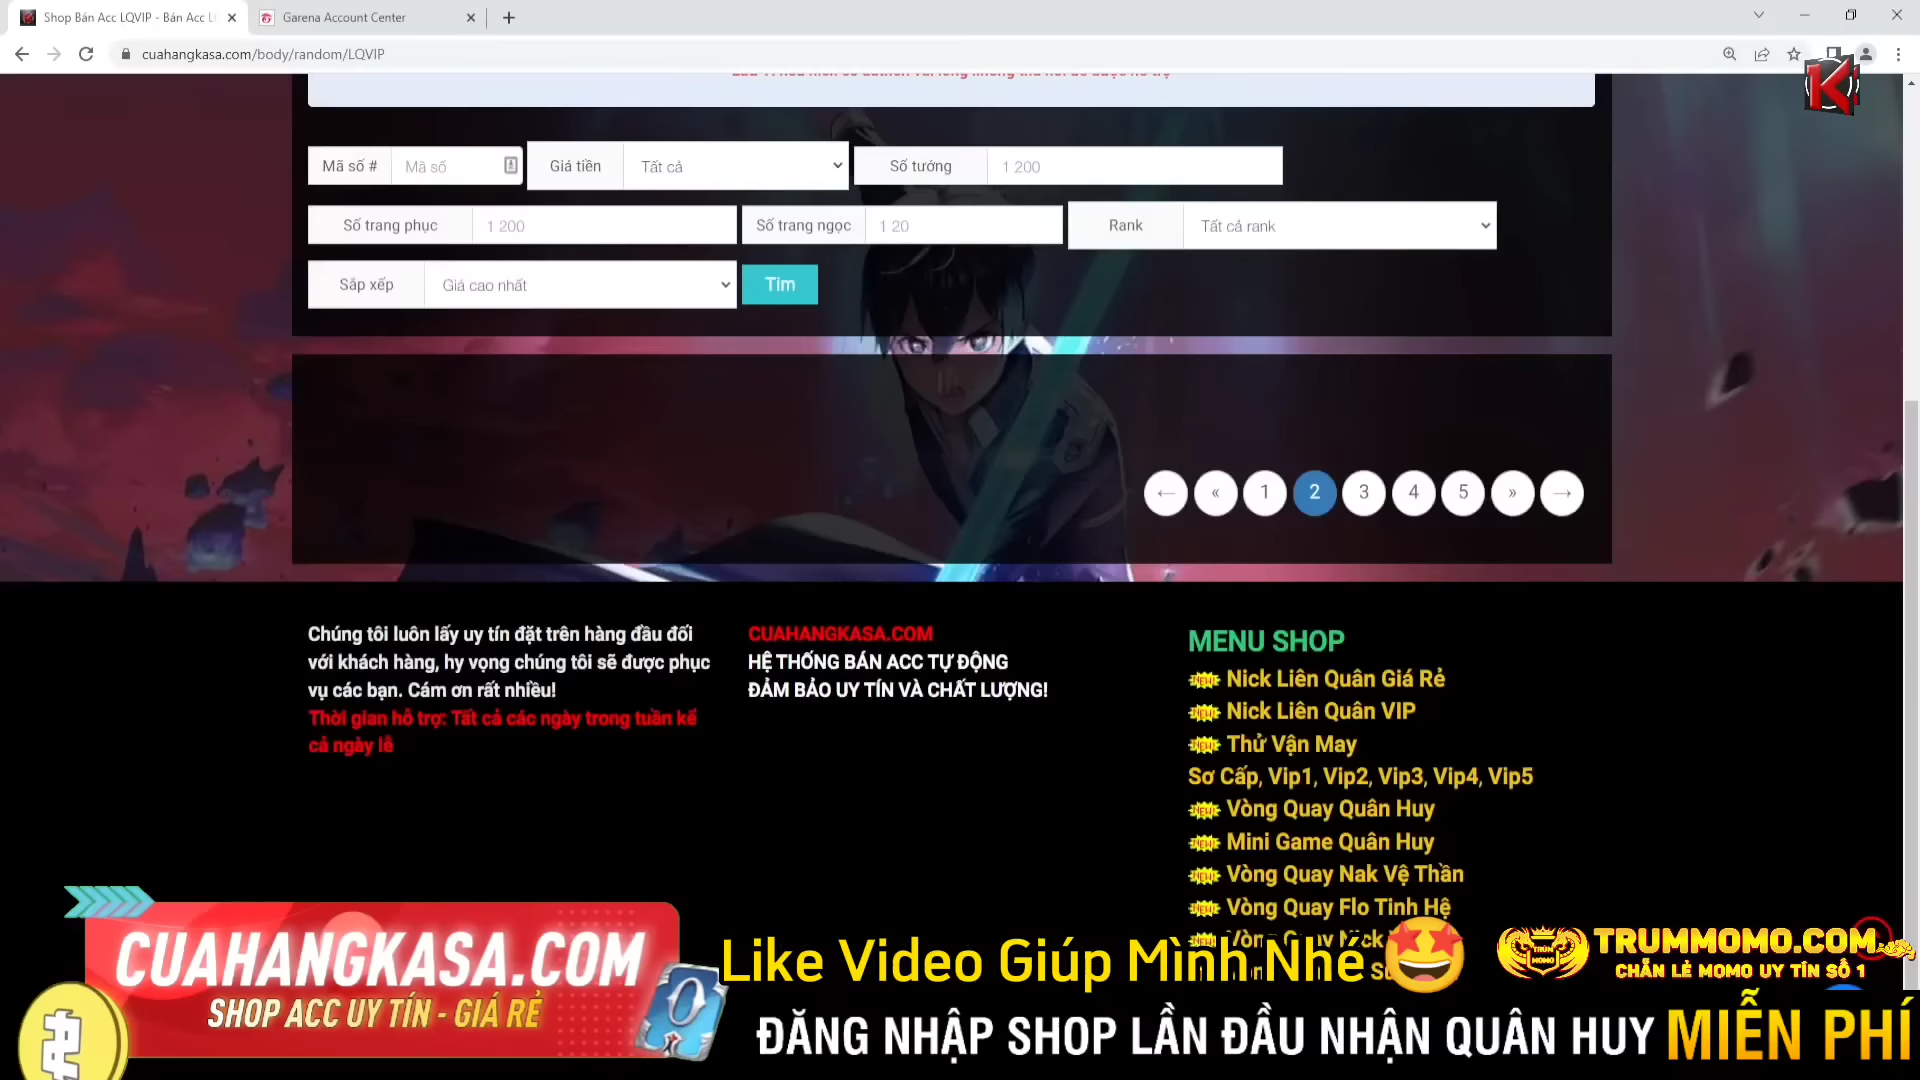 Shop Bán Acc LQVIP - Bán Acc L
Garena Account Center
cuahangkasa.com/body/random/LQVIP
Mã số #
Mã số
Giá tiền
Tất cả
Số tướng
1 200
Số trang phục
1 200
Số trang ngọc
1 20
Rank
Tất cả rank
Sắp xếp
Giá cao nhất
Tìm
← « 1 2 3 4 5 » →
Chúng tôi luôn lấy uy tín đặt trên hàng đầu đối
với khách hàng, hy vọng chúng tôi sẽ được phục
vụ các bạn. Cám ơn rất nhiều!
Thời gian hỗ trợ: Tất cả các ngày trong tuần kể
cả ngày lễ
CUAHANGKASA.COM
HỆ THỐNG BÁN ACC TỰ ĐỘNG
ĐẢM BẢO UY TÍN VÀ CHẤT LƯỢNG!
MENU SHOP
Nick Liên Quân Giá Rẻ
Nick Liên Quân VIP
Thử Vận May
Sơ Cấp, Vip1, Vip2, Vip3, Vip4, Vip5
Vòng Quay Quân Huy
Mini Game Quân Huy
Vòng Quay Nak Vệ Thần
Vòng Quay Flo Tinh Hệ
CUAHANGKASA.COM
SHOP ACC UY TÍN - GIÁ RẺ
Like Video Giúp Mình Nhé
TRÙM
MOMO
TRUMMOMO.COM
CHẴN LẺ MOMO UY TÍN SỐ 1
ĐĂNG NHẬP SHOP LẦN ĐẦU NHẬN QUÂN HUY MIỄN PHÍ